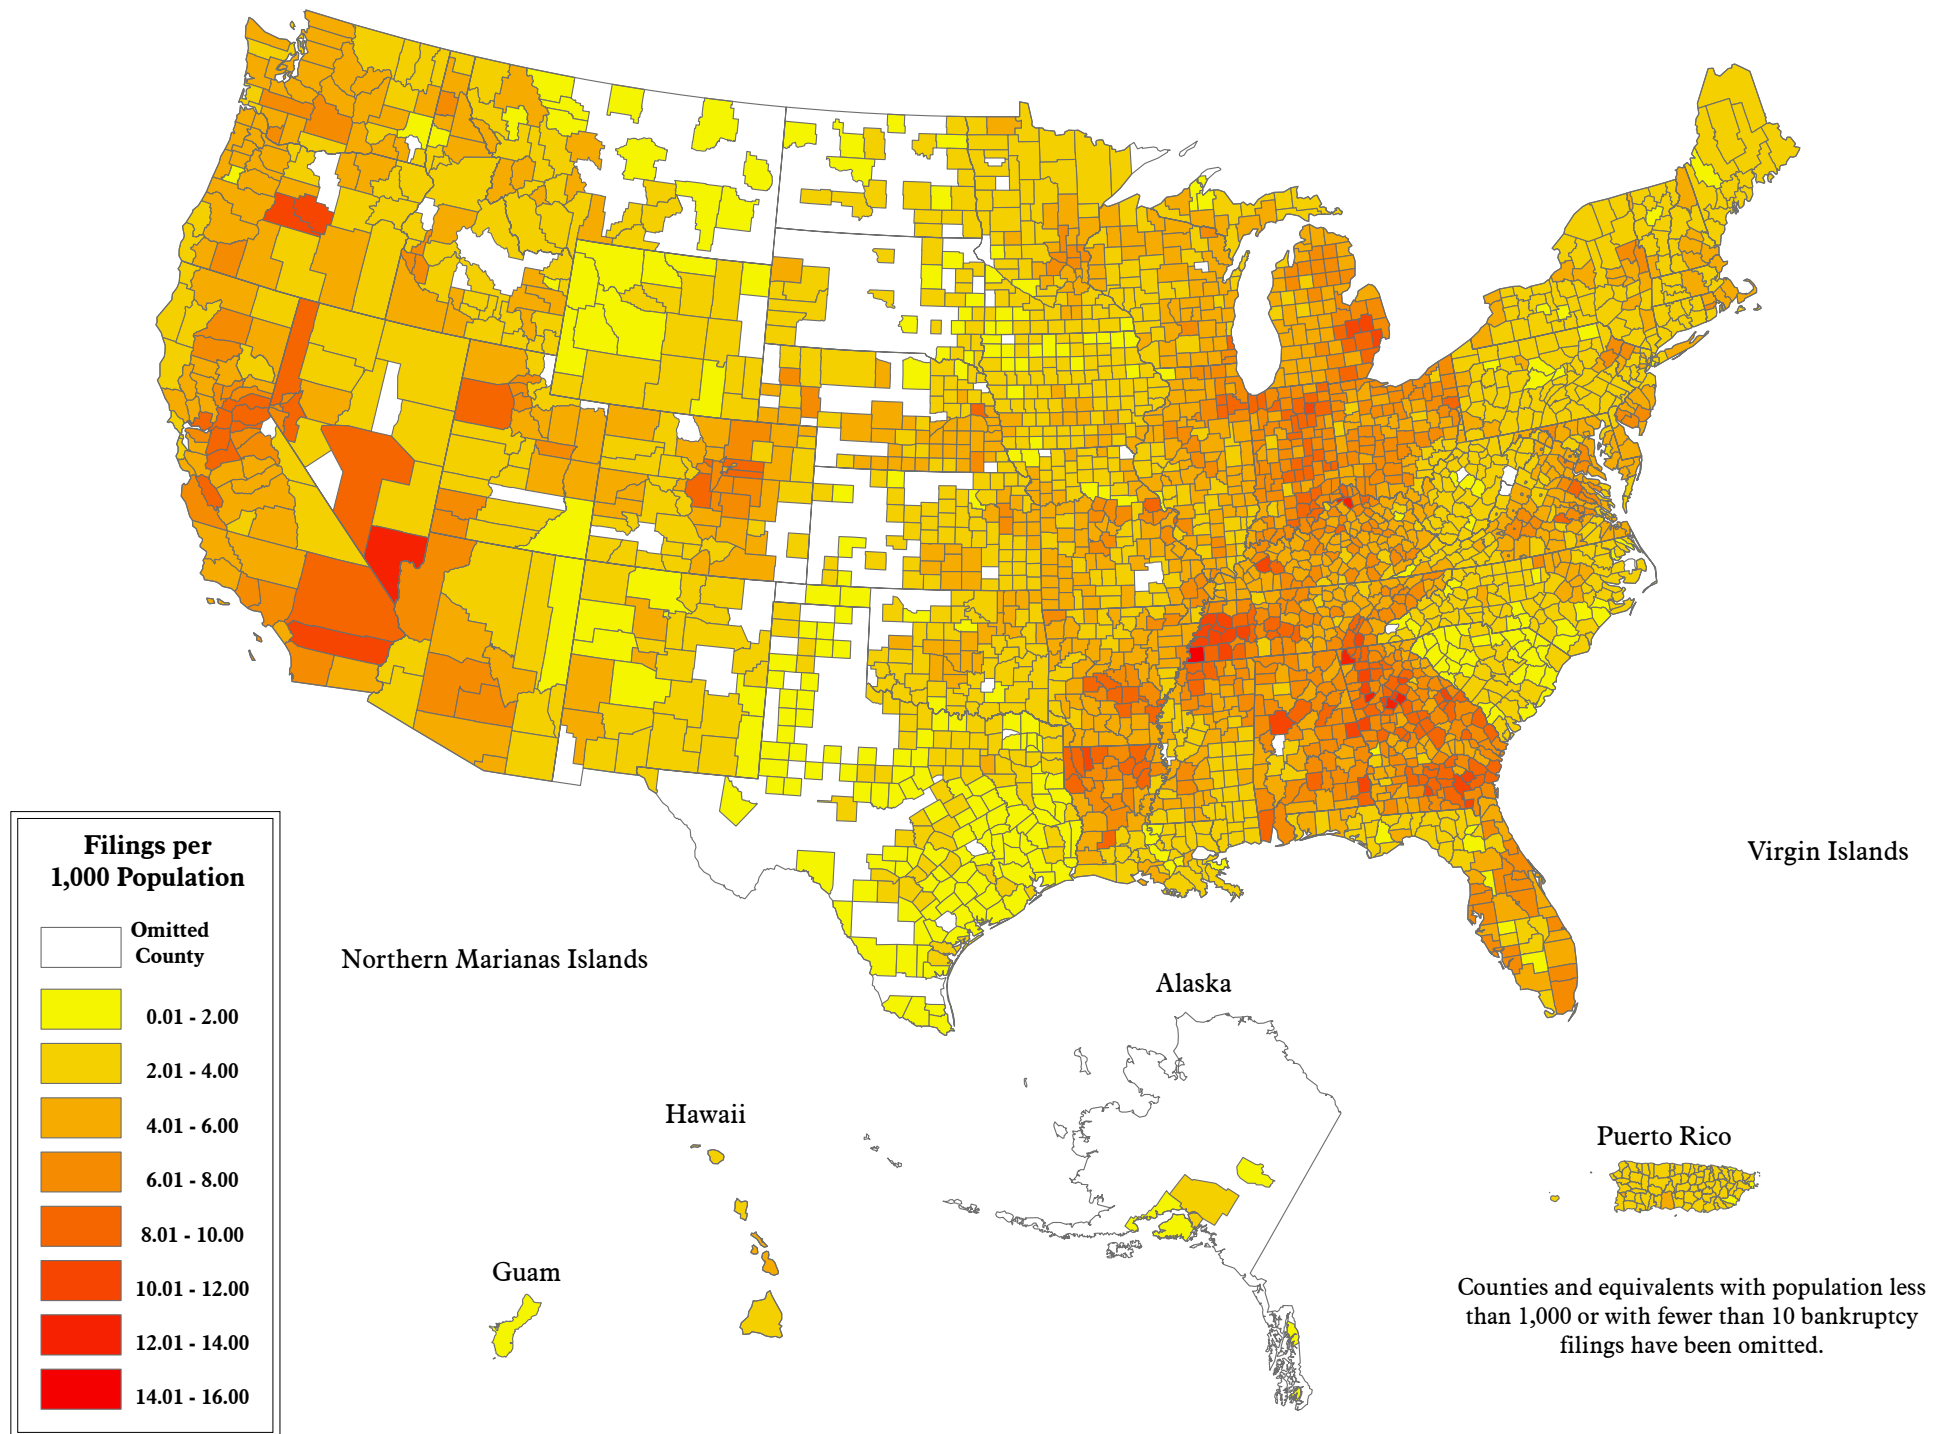 Filings per
1,000 Population
Omitted
County
0.01 - 2.00
2.01 - 4.00
4.01 - 6.00
6.01 - 8.00
8.01 - 10.00
10.01 - 12.00
12.01 - 14.00
14.01 - 16.00
Virgin Islands
Northern Marianas Islands
Alaska
Hawaii
Puerto Rico
Guam
Counties and equivalents with population less
than 1,000 or with fewer than 10 bankruptcy
filings have been omitted.